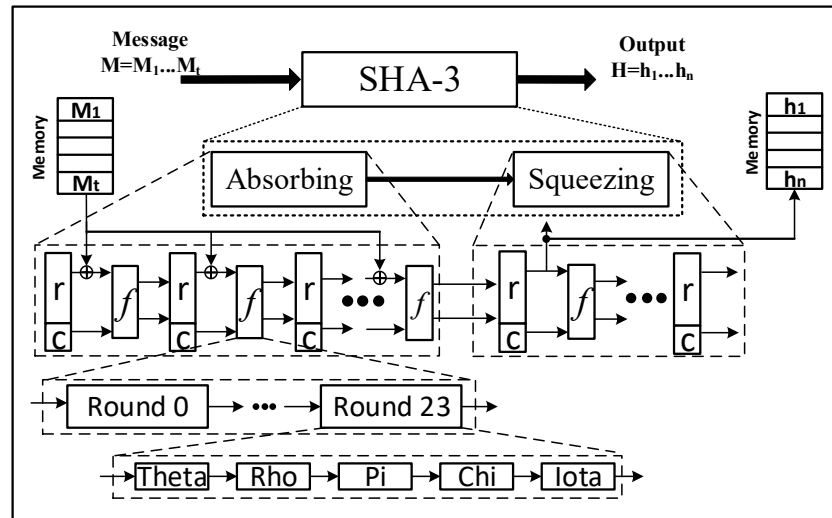 Message
M=M₁...Mₜ
SHA-3
Output
H=h₁...hₙ
Memory
M₁
Mₜ
Memory
h₁
hₙ
Absorbing
Squeezing
r
c
f
r
c
f
r
c
•••
f
r
c
f
•••
r
c
Round 0
•••
Round 23
Theta
Rho
Pi
Chi
Iota